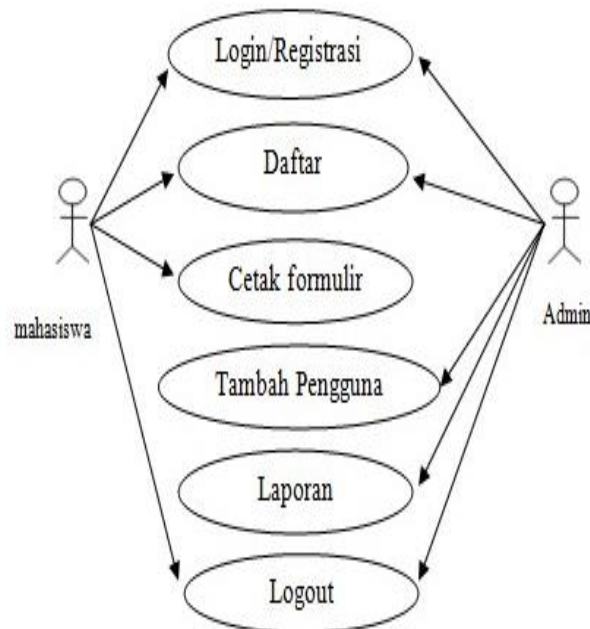 Login/Registrasi
Daftar
Cetak formulir
mahasiswa
Admin
Tambah Pengguna
Laporan
Logout